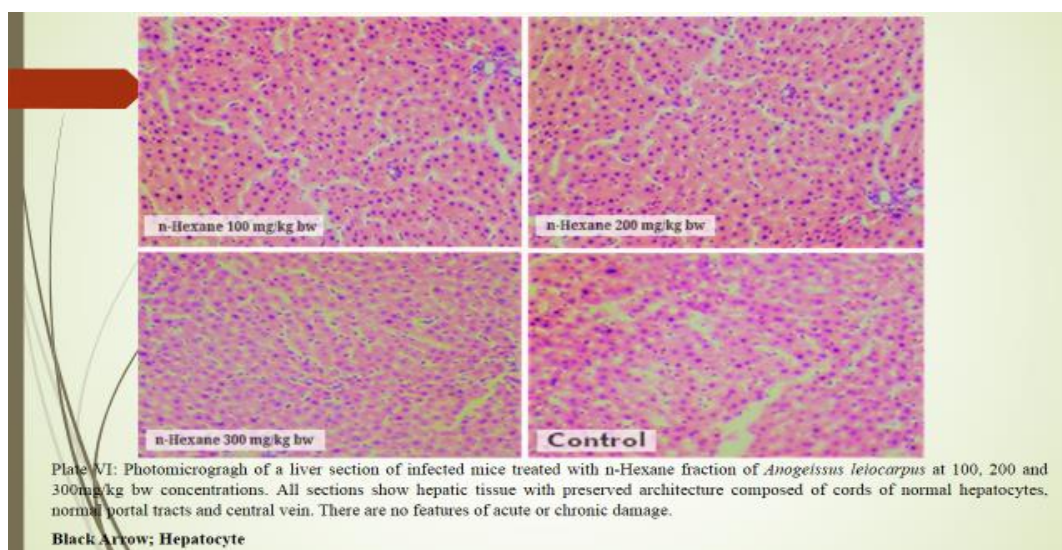 n-Hexane 100 mg/kg bw
n-Hexane 200 mg/kg bw
n-Hexane 300 mg/kg bw
Control
Plate VI: Photomicrogragh of a liver section of infected mice treated with n-Hexane fraction of Anogeissus leiocarpus at 100, 200 and
300mg/kg bw concentrations. All sections show hepatic tissue with preserved architecture composed of cords of normal hepatocytes,
normal portal tracts and central vein. There are no features of acute or chronic damage.
Black Arrow; Hepatocyte